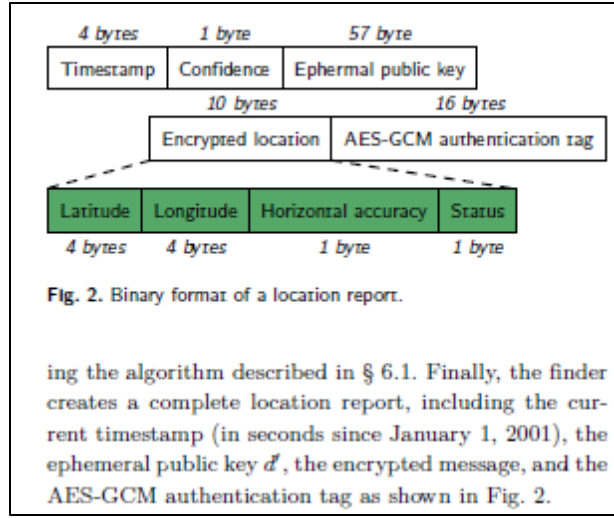 4 bytes 1 byte 57 byte
Timestamp Confidence Ephermal public key
10 bytes 16 bytes
Encrypted location AES-GCM authentication tag
Latitude Longitude Horizontal accuracy Status
4 bytes 4 bytes 1 byte 1 byte
Fig. 2. Binary format of a location report.
ing the algorithm described in § 6.1. Finally, the finder
creates a complete location report, including the cur-
rent timestamp (in seconds since January 1, 2001), the
ephemeral public key d′, the encrypted message, and the
AES-GCM authentication tag as shown in Fig. 2.